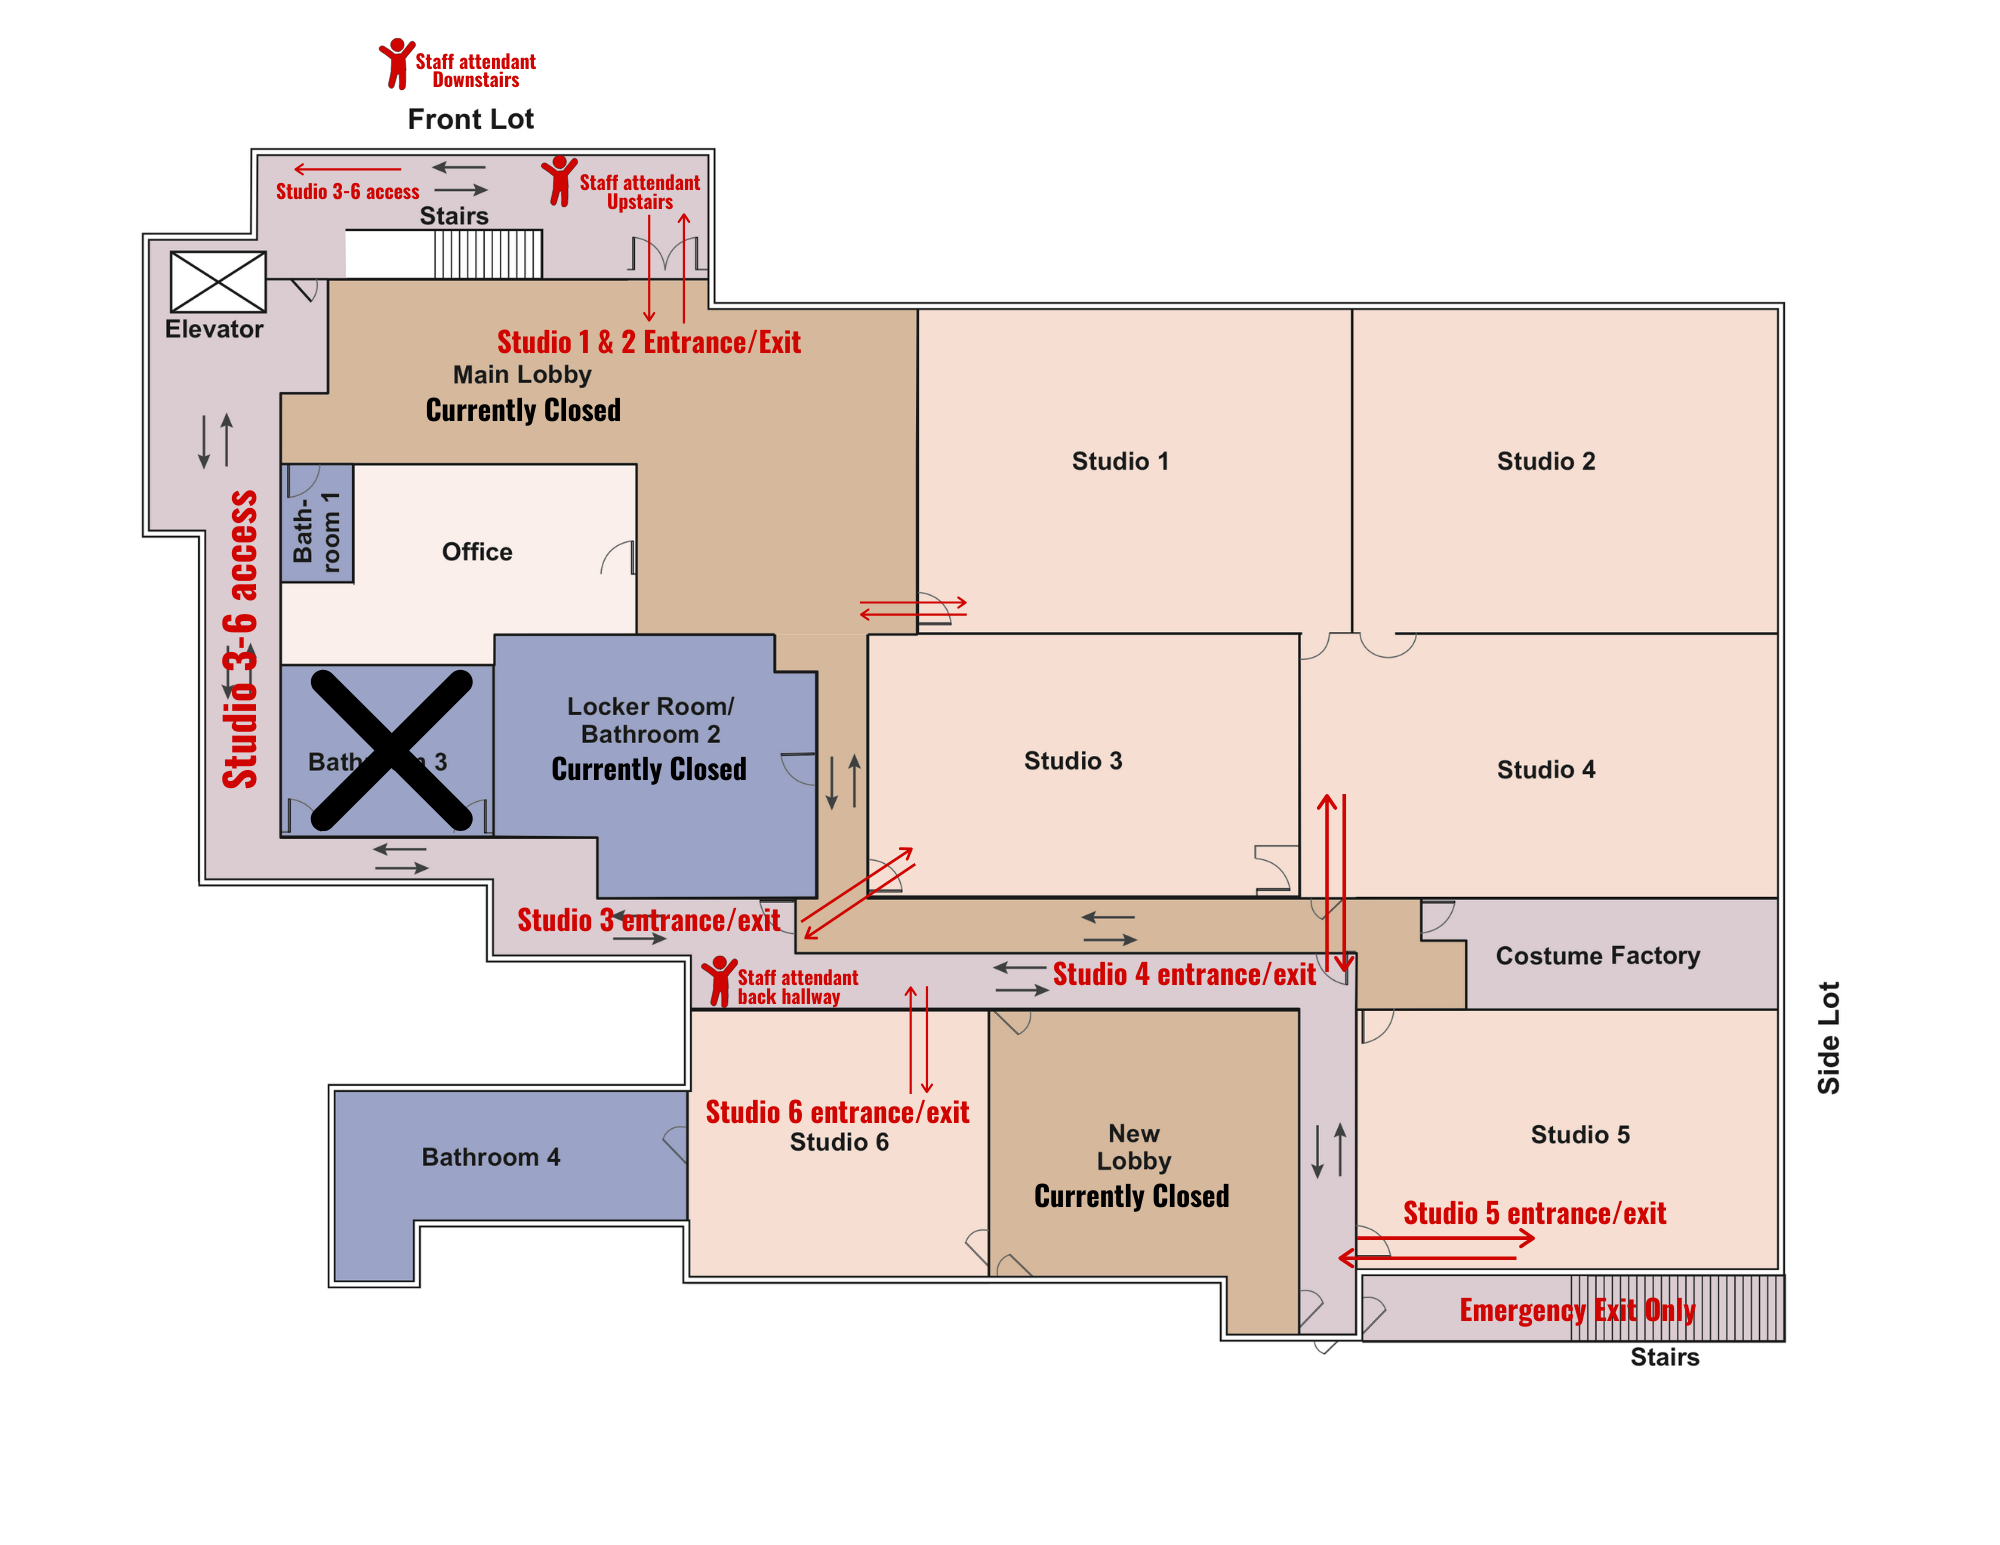 Staff attendant
Downstairs
Front Lot
Studio 3-6 access
Staff attendant
Upstairs
Stairs
Elevator
Studio 1 & 2 Entrance/Exit
Main Lobby
Currently Closed
Studio 1
Studio 2
Studio 3-6 access
Bath-
room 1
Office
Locker Room/
Bathroom 2
Currently Closed
Bathroom 3
Studio 3
Studio 4
Studio 3 entrance/exit
Costume Factory
Staff attendant
back hallway
Studio 4 entrance/exit
Side Lot
Studio 6 entrance/exit
Studio 6
New
Lobby
Currently Closed
Studio 5
Bathroom 4
Studio 5 entrance/exit
Emergency Exit Only
Stairs